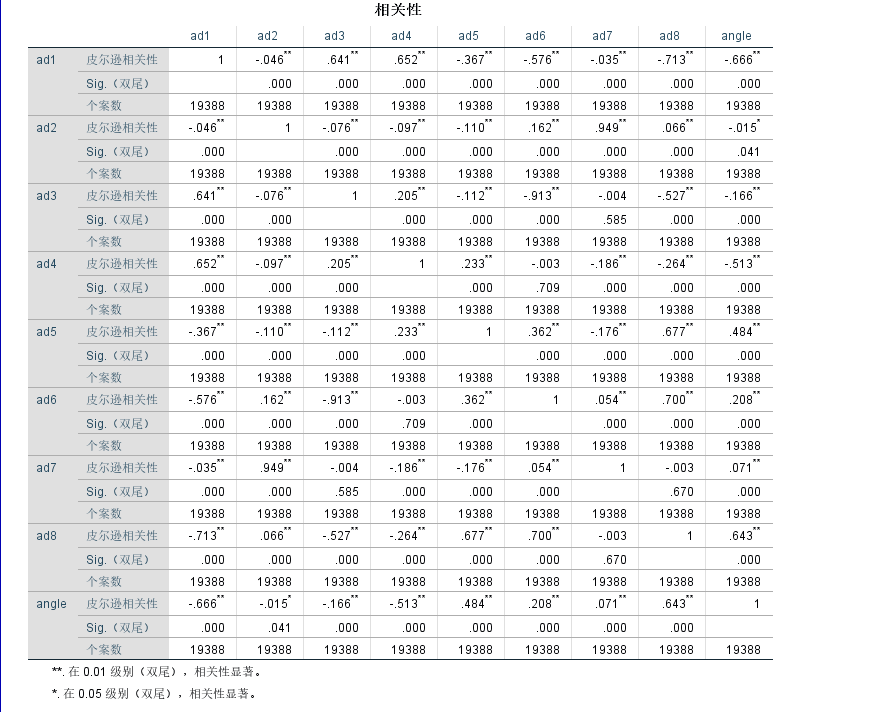 相关性
ad1 ad2 ad3 ad4 ad5 ad6 ad7 ad8 angle
ad1 皮尔逊相关性 1 -.046** .641** .652** -.367** -.576** -.035** -.713** -.666**
Sig.（双尾） .000 .000 .000 .000 .000 .000 .000 .000
个案数 19388 19388 19388 19388 19388 19388 19388 19388 19388
ad2 皮尔逊相关性 -.046** 1 -.076** -.097** -.110** .162** .949** .066** -.015*
Sig.（双尾） .000 .000 .000 .000 .000 .000 .000 .041
个案数 19388 19388 19388 19388 19388 19388 19388 19388 19388
ad3 皮尔逊相关性 .641** -.076** 1 .205** -.112** -.913** -.004 -.527** -.166**
Sig.（双尾） .000 .000 .000 .000 .000 .585 .000 .000
个案数 19388 19388 19388 19388 19388 19388 19388 19388 19388
ad4 皮尔逊相关性 .652** -.097** .205** 1 .233** -.003 -.186** -.264** -.513**
Sig.（双尾） .000 .000 .000 .000 .709 .000 .000 .000
个案数 19388 19388 19388 19388 19388 19388 19388 19388 19388
ad5 皮尔逊相关性 -.367** -.110** -.112** .233** 1 .362** -.176** .677** .484**
Sig.（双尾） .000 .000 .000 .000 .000 .000 .000 .000
个案数 19388 19388 19388 19388 19388 19388 19388 19388 19388
ad6 皮尔逊相关性 -.576** .162** -.913** -.003 .362** 1 .054** .700** .208**
Sig.（双尾） .000 .000 .000 .709 .000 .000 .000 .000
个案数 19388 19388 19388 19388 19388 19388 19388 19388 19388
ad7 皮尔逊相关性 -.035** .949** -.004 -.186** -.176** .054** 1 -.003 .071**
Sig.（双尾） .000 .000 .585 .000 .000 .000 .670 .000
个案数 19388 19388 19388 19388 19388 19388 19388 19388 19388
ad8 皮尔逊相关性 -.713** .066** -.527** -.264** .677** .700** -.003 1 .643**
Sig.（双尾） .000 .000 .000 .000 .000 .000 .670 .000
个案数 19388 19388 19388 19388 19388 19388 19388 19388 19388
angle 皮尔逊相关性 -.666** -.015* -.166** -.513** .484** .208** .071** .643** 1
Sig.（双尾） .000 .041 .000 .000 .000 .000 .000 .000
个案数 19388 19388 19388 19388 19388 19388 19388 19388 19388
**. 在 0.01 级别（双尾），相关性显著。
*. 在 0.05 级别（双尾），相关性显著。